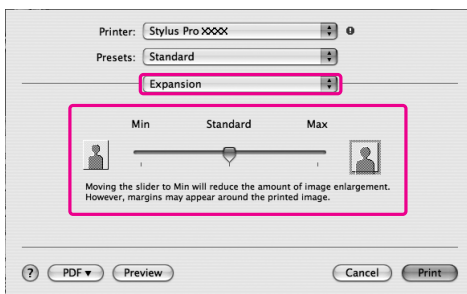 Printer: Stylus Pro XXXX
Presets: Standard
Expansion
Min Standard Max
Moving the slider to Min will reduce the amount of image enlargement.
However, margins may appear around the printed image.
? PDF ▼ Preview Cancel Print